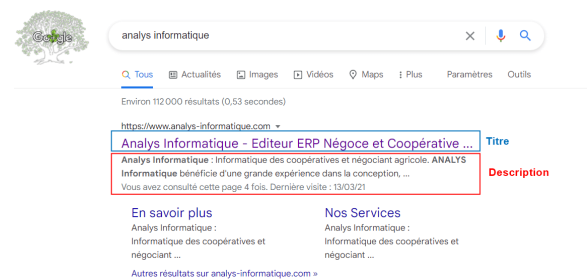 Google
analys informatique
Tous Actualités Images Vidéos Maps Plus Paramètres Outils
Environ 112 000 résultats (0,53 secondes)
https://www.analys-informatique.com
Analys Informatique - Editeur ERP Négoce et Coopérative ... Titre
Analys Informatique : Informatique des coopératives et négociant agricole. ANALYS
Informatique bénéficie d'une grande expérience dans la conception, ... Description
Vous avez consulté cette page 4 fois. Dernière visite : 13/03/21
En savoir plus Nos Services
Analys Informatique : Analys Informatique :
Informatique des coopératives et Informatique des coopératives et
négociant ... négociant ...
Autres résultats sur analys-informatique.com »